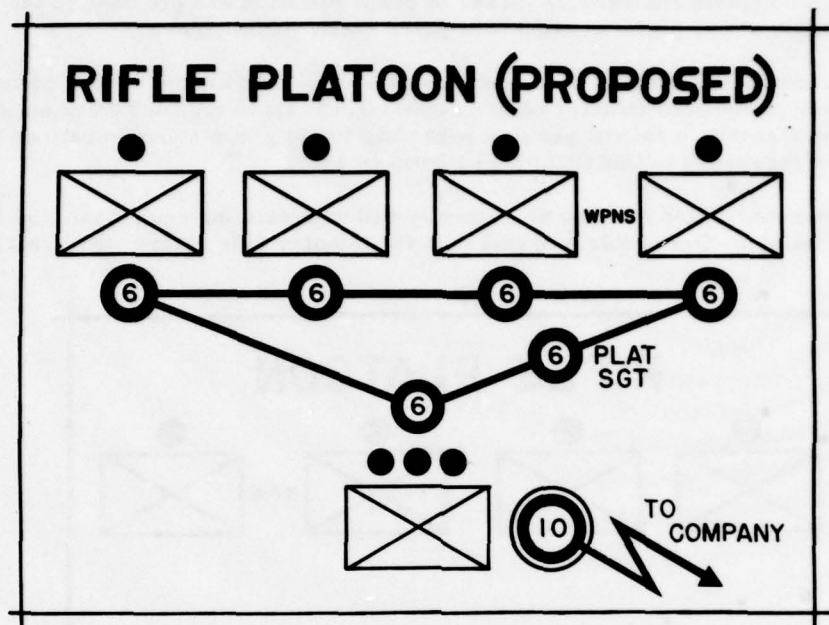 RIFLE PLATOON (PROPOSED)
WPNS
6 6 6 6
6 PLAT
SGT
6
10
TO
COMPANY